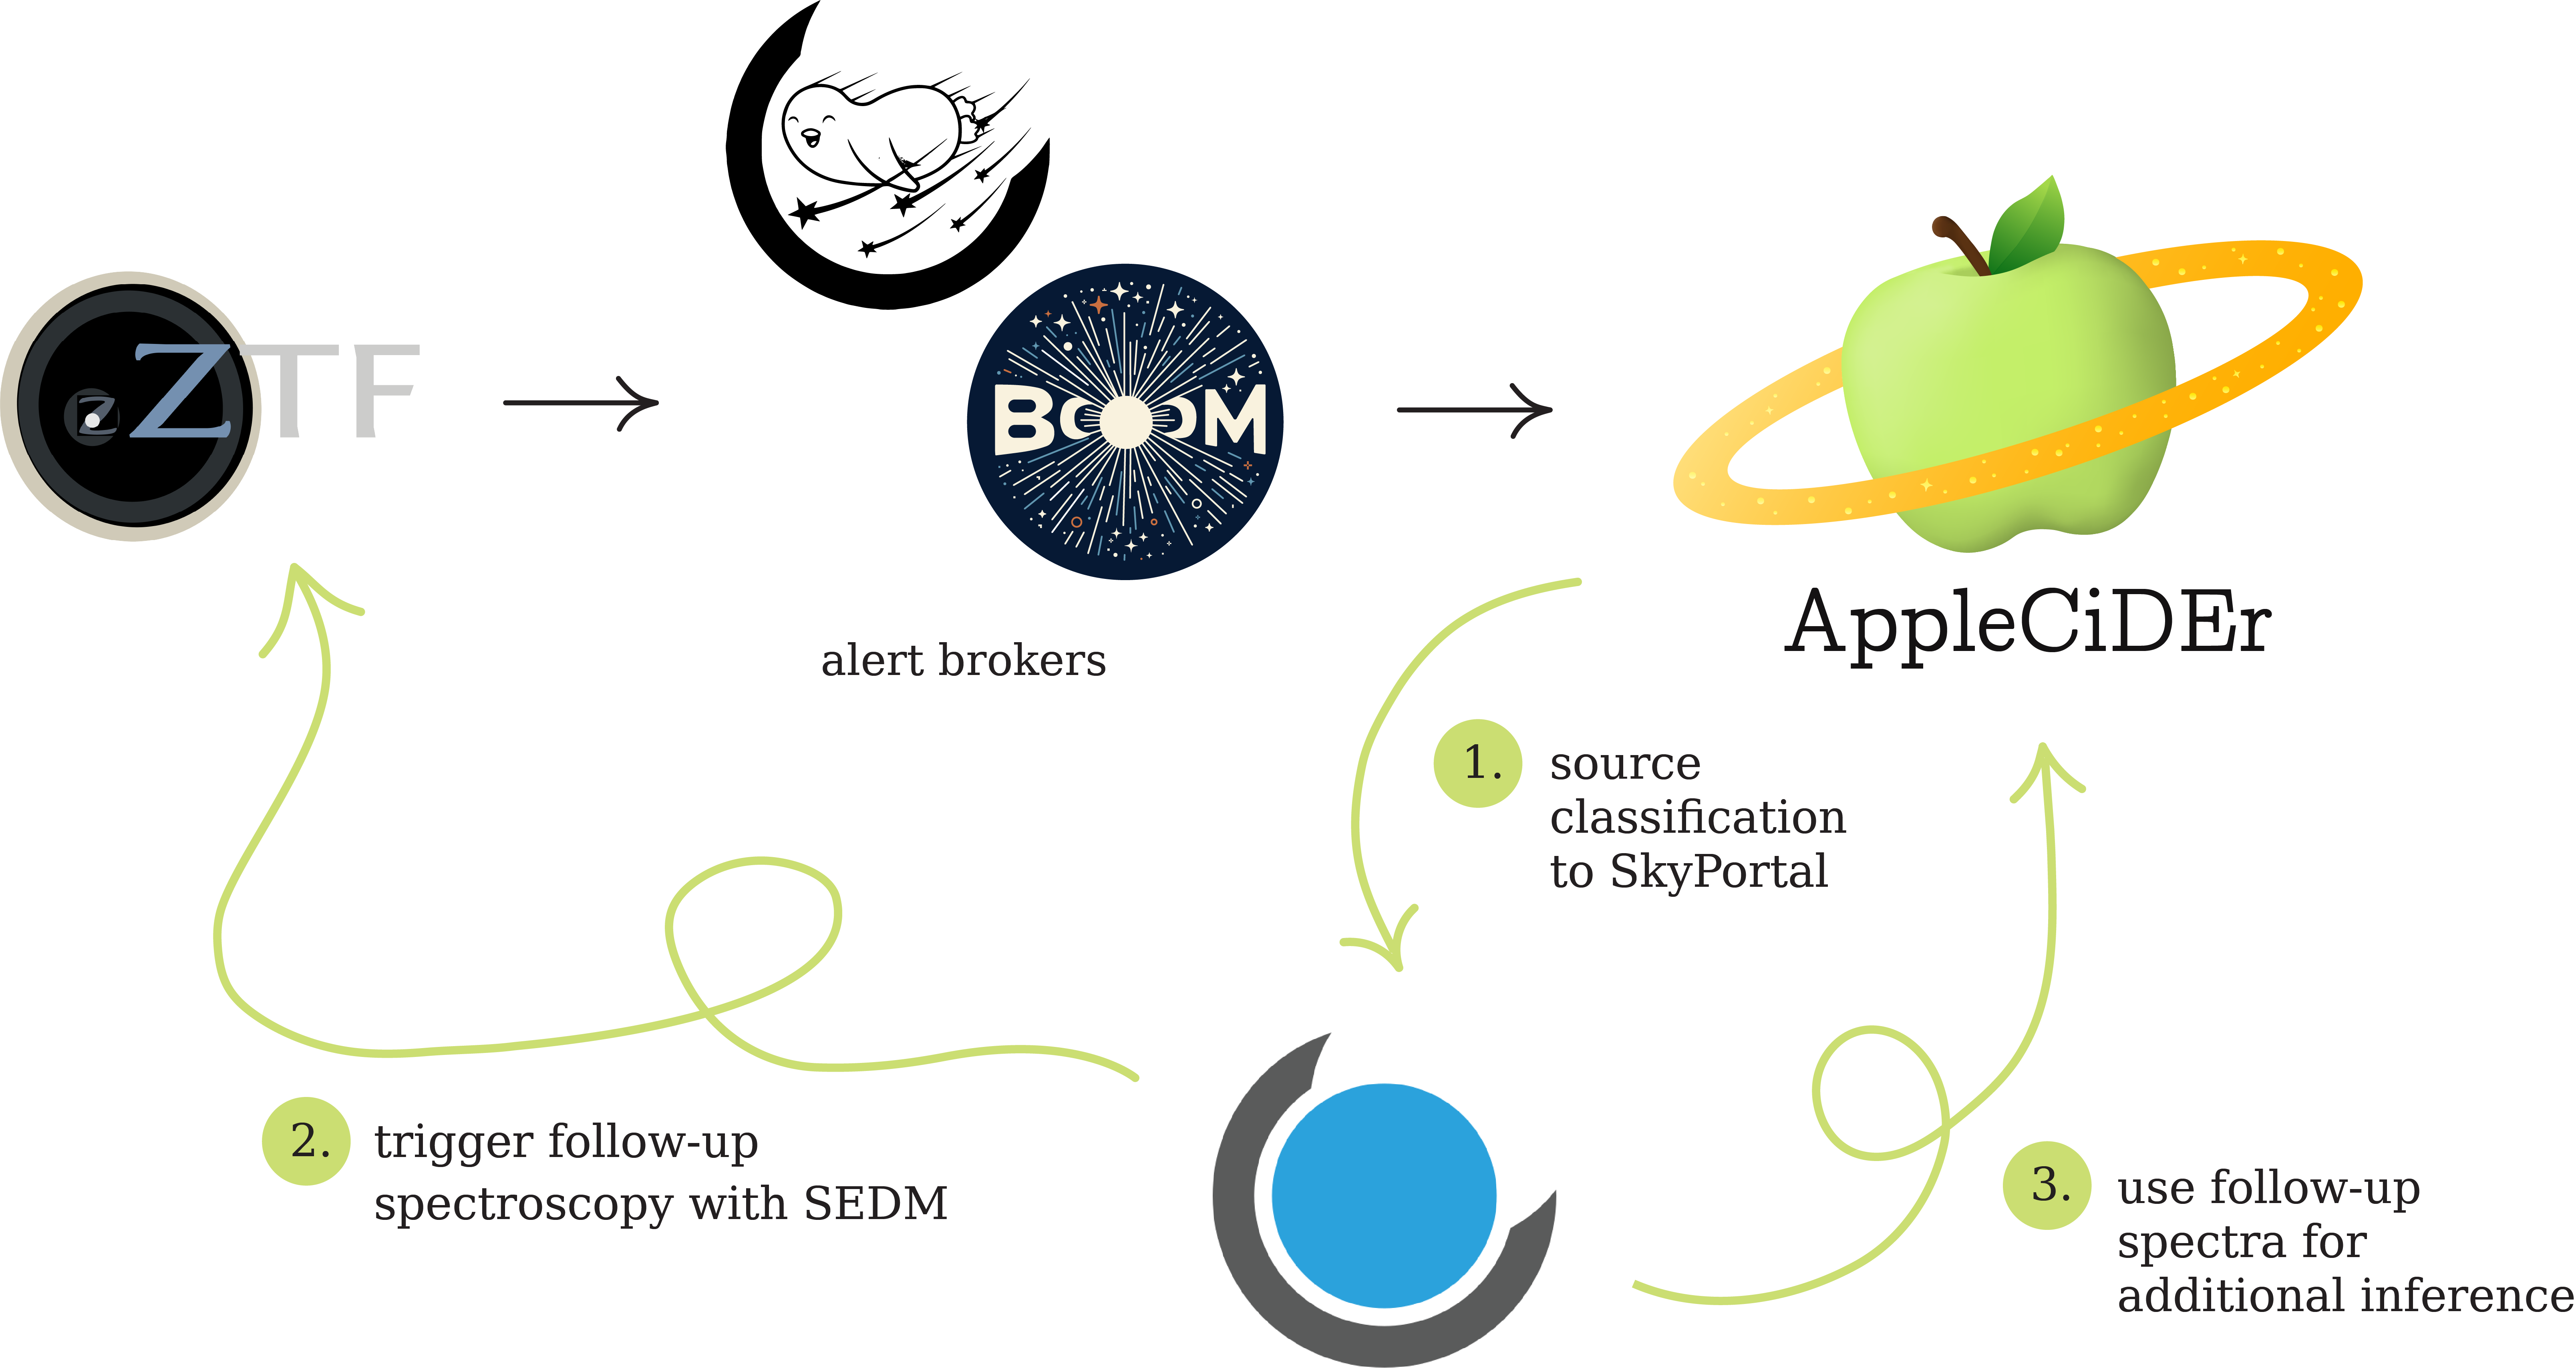 ZTF
z
BOOM
alert brokers
AppleCiDEr
1.
source
classification
to SkyPortal
2.
trigger follow-up
spectroscopy with SEDM
3.
use follow-up
spectra for
additional inference